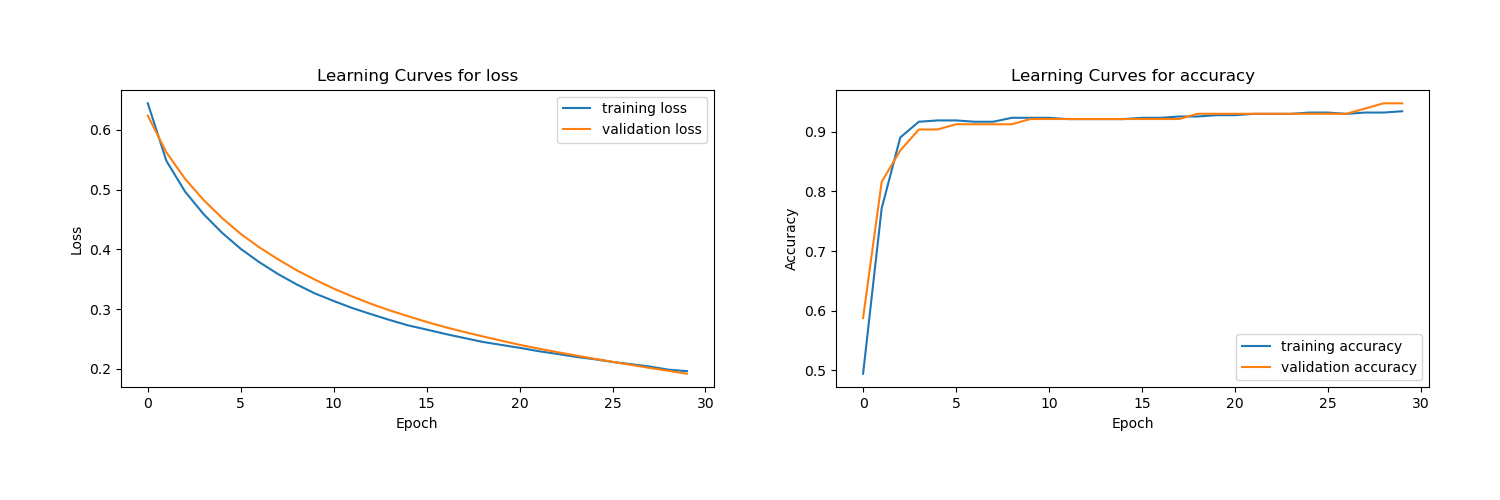 Learning Curves for loss
training loss
validation loss
Loss
0.6
0.5
0.4
0.3
0.2
0 5 10 15 20 25 30
Epoch
Learning Curves for accuracy
training accuracy
validation accuracy
Accuracy
0.9
0.8
0.7
0.6
0.5
0 5 10 15 20 25 30
Epoch